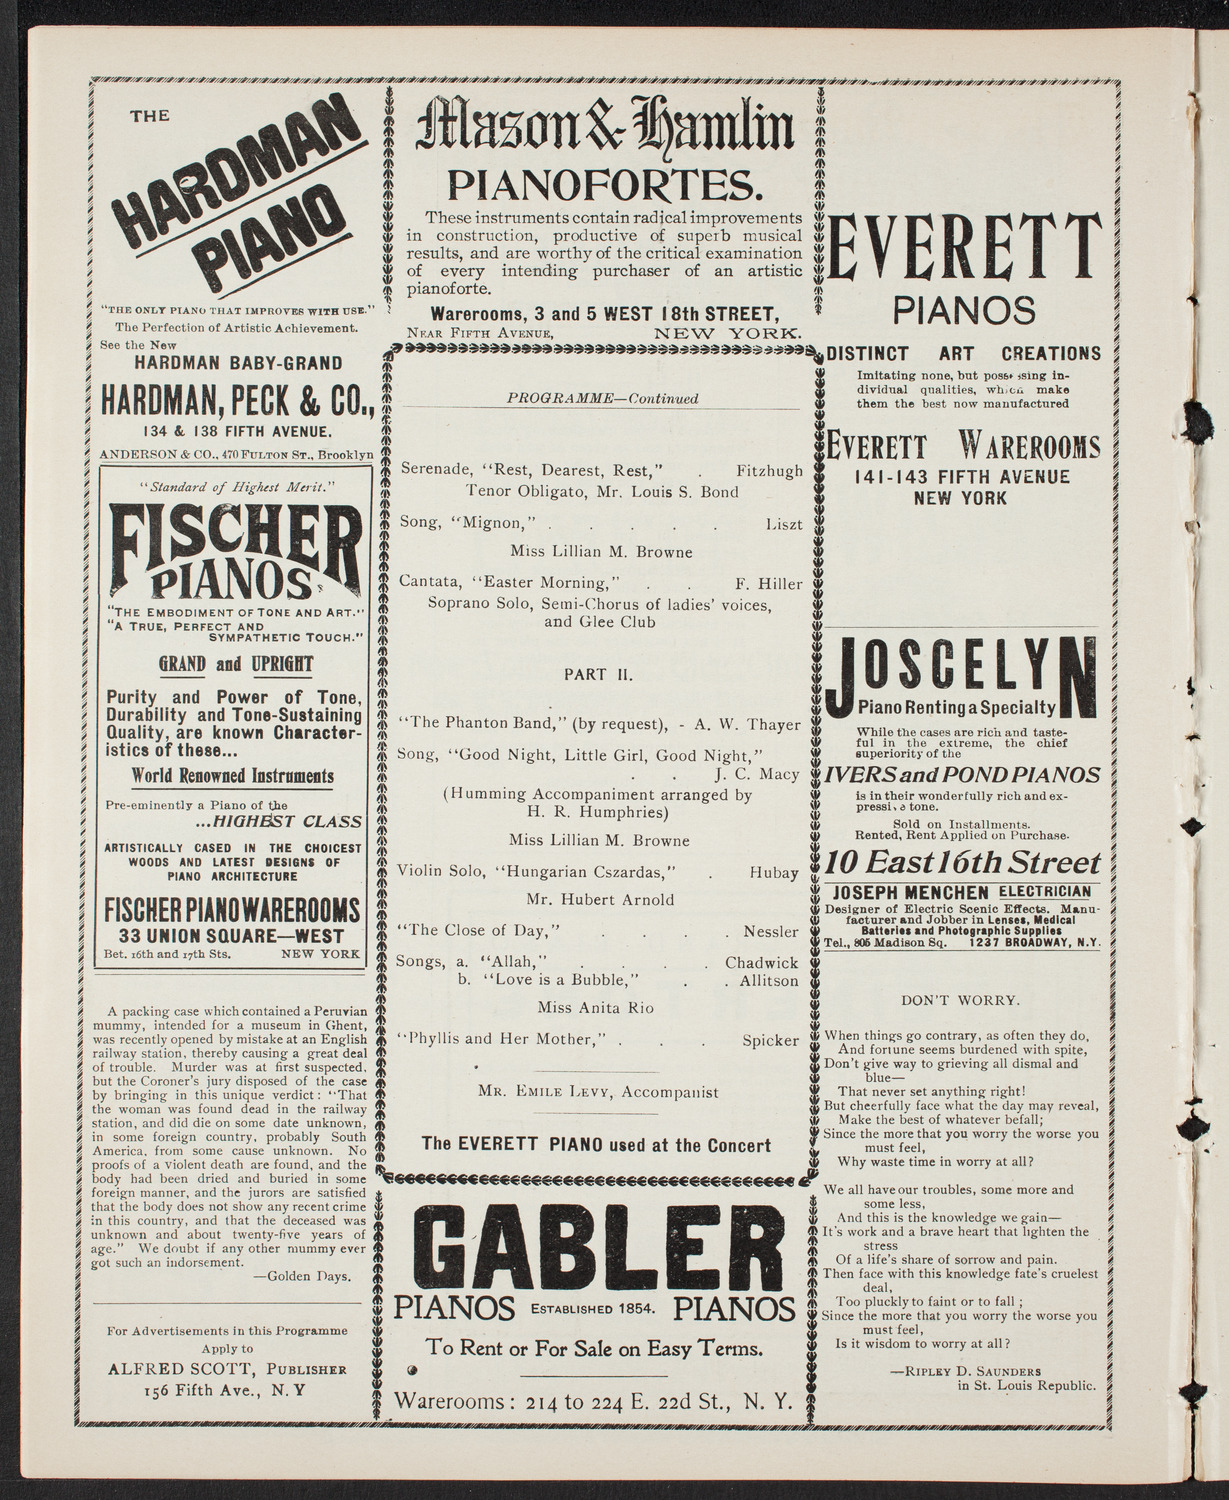 THE
HARDMAN
PIANO
"THE ONLY PIANO THAT IMPROVES WITH USE."
The Perfection of Artistic Achievement.
See the New
HARDMAN BABY-GRAND
HARDMAN, PECK & CO.,
134 & 138 FIFTH AVENUE.
ANDERSON & CO., 470 FULTON ST., Brooklyn
"Standard of Highest Merit."
FISCHER
PIANOS
"THE EMBODIMENT OF TONE AND ART."
"A TRUE, PERFECT AND
SYMPATHETIC TOUCH."
GRAND and UPRIGHT
Purity and Power of Tone,
Durability and Tone-Sustaining
Quality, are known Character-
istics of these...
World Renowned Instruments
Pre-eminently a Piano of the
...HIGHEST CLASS
ARTISTICALLY CASED IN THE CHOICEST
WOODS AND LATEST DESIGNS OF
PIANO ARCHITECTURE
FISCHER PIANO WAREROOMS
33 UNION SQUARE—WEST
Bet. 16th and 17th Sts. NEW YORK
A packing case which contained a Peruvian
mummy, intended for a museum in Ghent,
was recently opened by mistake at an English
railway station, thereby causing a great deal
of trouble. Murder was at first suspected,
but the Coroner's jury disposed of the case
by bringing in this unique verdict: "That
the woman was found dead in the railway
station, and did die on some date unknown,
in some foreign country, probably South
America, from some cause unknown. No
proofs of a violent death are found, and the
body had been dried and buried in some
foreign manner, and the jurors are satisfied
that the body does not show any recent crime
in this country, and that the deceased was
unknown and about twenty-five years of
age." We doubt if any other mummy ever
got such an indorsement.
—Golden Days.
For Advertisements in this Programme
Apply to
ALFRED SCOTT, PUBLISHER
156 Fifth Ave., N. Y
Mason & Hamlin
PIANOFORTES.
These instruments contain radical improvements
in construction, productive of superb musical
results, and are worthy of the critical examination
of every intending purchaser of an artistic
pianoforte.
Warerooms, 3 and 5 WEST 18th STREET,
NEAR FIFTH AVENUE, NEW YORK.
PROGRAMME—Continued
Serenade, "Rest, Dearest, Rest," . Fitzhugh
Tenor Obligato, Mr. Louis S. Bond
Song, "Mignon," . . . . . Liszt
Miss Lillian M. Browne
Cantata, "Easter Morning," . . F. Hiller
Soprano Solo, Semi-Chorus of ladies' voices,
and Glee Club
PART II.
"The Phanton Band," (by request), - A. W. Thayer
Song, "Good Night, Little Girl, Good Night,"
. . J. C. Macy
(Humming Accompaniment arranged by
H. R. Humphries)
Miss Lillian M. Browne
Violin Solo, "Hungarian Cszardas," . Hubay
Mr. Hubert Arnold
"The Close of Day," . . . . Nessler
Songs, a. "Allah," . . . . Chadwick
b. "Love is a Bubble," . . Allitson
Miss Anita Rio
"Phyllis and Her Mother," . . . Spicker
MR. EMILE LEVY, Accompanist
The EVERETT PIANO used at the Concert
GABLER
PIANOS ESTABLISHED 1854. PIANOS
To Rent or For Sale on Easy Terms.
Warerooms: 214 to 224 E. 22d St., N. Y.
EVERETT
PIANOS
DISTINCT ART CREATIONS
Imitating none, but possessing in-
dividual qualities, which make
them the best now manufactured
EVERETT WAREROOMS
141-143 FIFTH AVENUE
NEW YORK
JOSCELYN
Piano Renting a Specialty
While the cases are rich and taste-
ful in the extreme, the chief
superiority of the
IVERS and POND PIANOS
is in their wonderfully rich and ex-
pressive tone.
Sold on Installments.
Rented, Rent Applied on Purchase.
10 East 16th Street
JOSEPH MENCHEN ELECTRICIAN
Designer of Electric Scenic Effects. Manu-
facturer and Jobber in Lenses, Medical
Batteries and Photographic Supplies
Tel., 805 Madison Sq. 1237 BROADWAY, N.Y.
DON'T WORRY.
When things go contrary, as often they do,
And fortune seems burdened with spite,
Don't give way to grieving all dismal and
blue—
That never set anything right!
But cheerfully face what the day may reveal,
Make the best of whatever befall;
Since the more that you worry the worse you
must feel,
Why waste time in worry at all?
We all have our troubles, some more and
some less,
And this is the knowledge we gain—
It's work and a brave heart that lighten the
stress
Of a life's share of sorrow and pain.
Then face with this knowledge fate's cruelest
deal,
Too pluckly to faint or to fall;
Since the more that you worry the worse you
must feel,
Is it wisdom to worry at all?
—RIPLEY D. SAUNDERS
in St. Louis Republic.